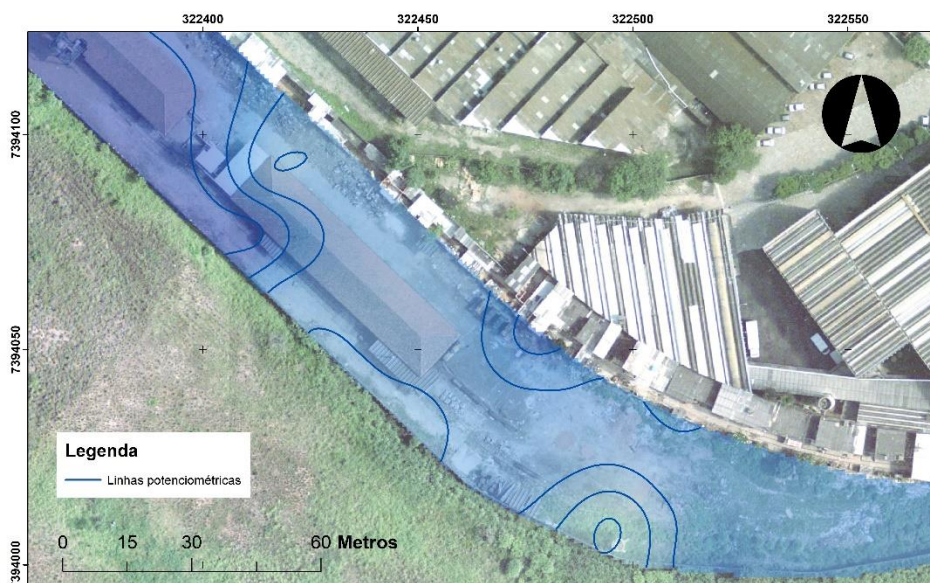 322400 322450 322500 322550
7394100
7394050
394000
Legenda
Linhas potenciométricas
0 15 30 60 Metros